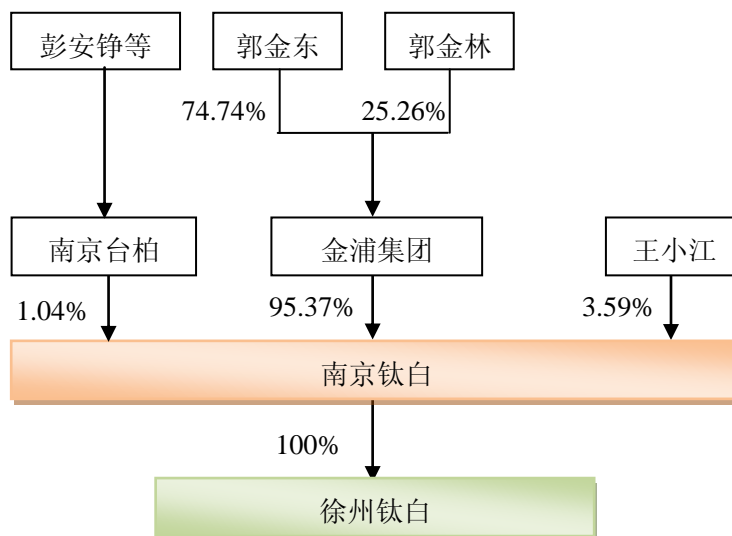 彭安铮等
郭金东
郭金林
74.74%
25.26%
南京台柏
金浦集团
王小江
1.04%
95.37%
3.59%
南京钛白
100%
徐州钛白